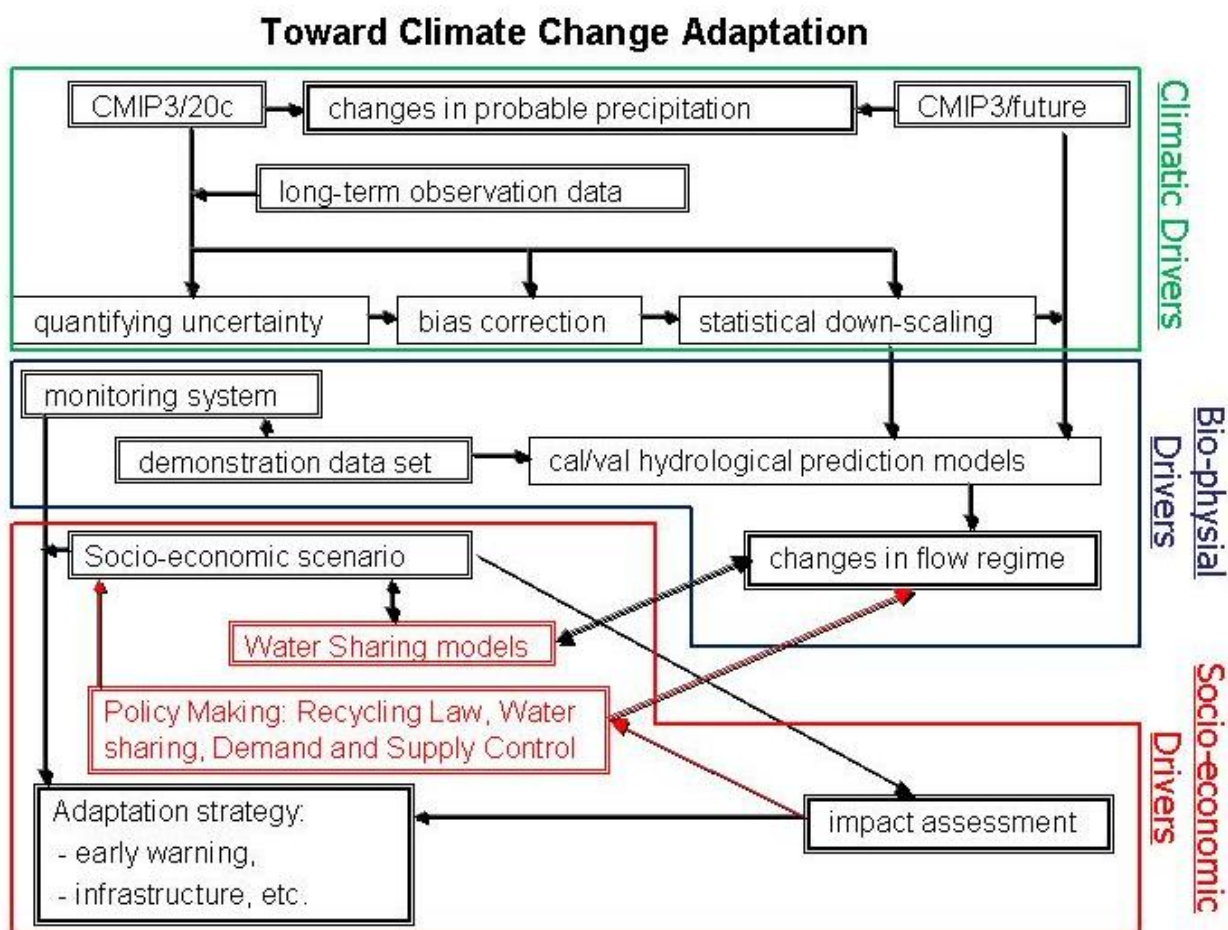 Toward Climate Change Adaptation
CMIP3/20c
changes in probable precipitation
CMIP3/future
long-term observation data
quantifying uncertainty
bias correction
statistical down-scaling
Climatic Drivers
monitoring system
demonstration data set
cal/val hydrological prediction models
changes in flow regime
Bio-physial
Drivers
Socio-economic scenario
Water Sharing models
Policy Making: Recycling Law, Water
sharing, Demand and Supply Control
Adaptation strategy:
- early warning,
- infrastructure, etc.
impact assessment
Socio-economic
Drivers